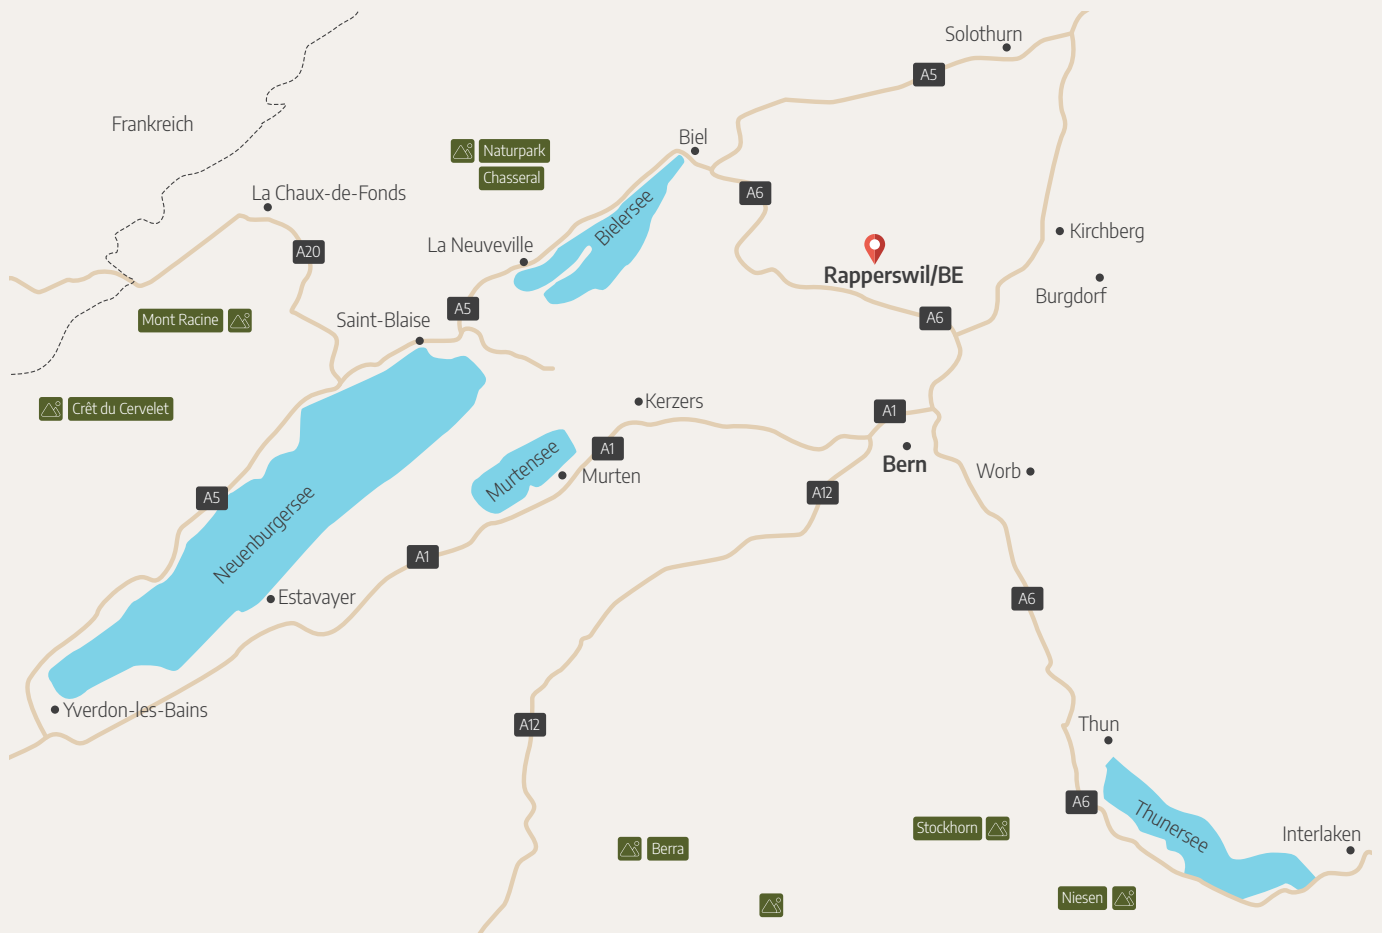 Solothurn
A5
Frankreich
Biel
Naturpark
Chasseral
La Chaux-de-Fonds
A6
Bielersee
Kirchberg
La Neuveville
A20
Rapperswil/BE
Burgdorf
A5
Mont Racine
Saint-Blaise
A6
Crêt du Cervelet
Kerzers
A1
A1
Bern
Murtensee
Murten
Worb
A5
A12
Neuenburgersee
A1
Estavayer
A6
Yverdon-les-Bains
A12
Thun
A6
Thunersee
Stockhorn
Interlaken
Berra
Niesen